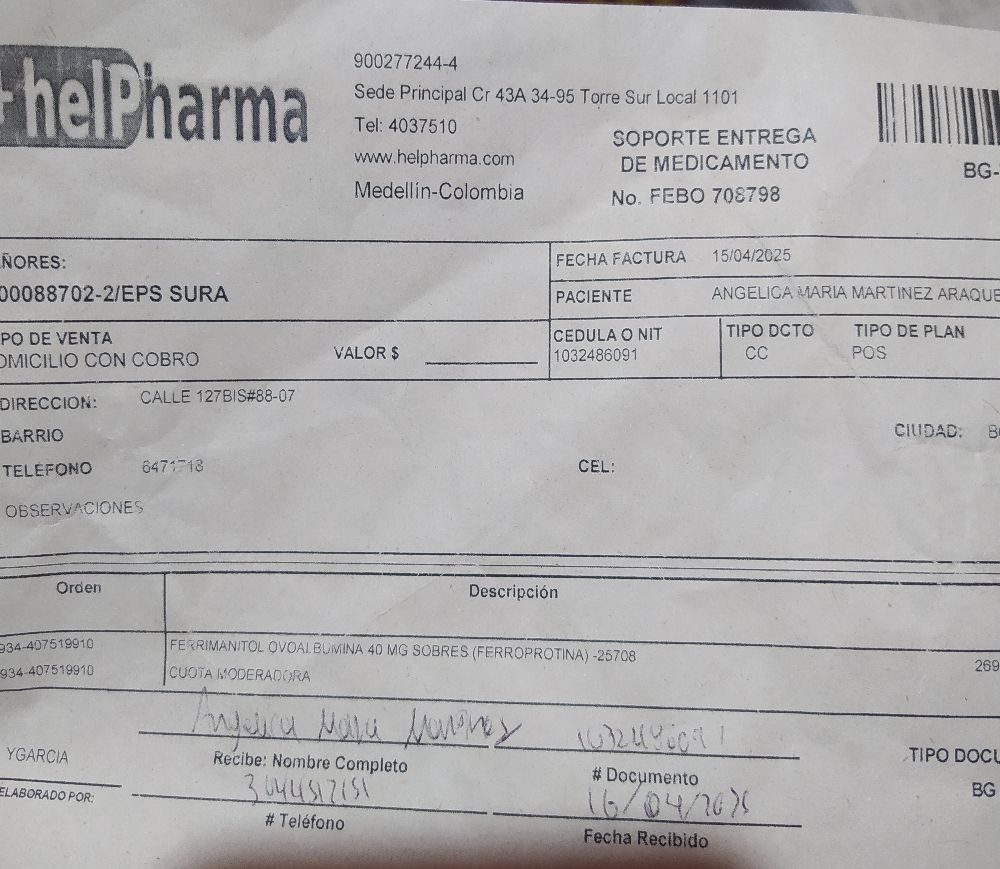 +helPharma
900277244-4
Sede Principal Cr 43A 34-95 Torre Sur Local 1101
Tel: 4037510
www.helpharma.com
Medellín-Colombia
SOPORTE ENTREGA
DE MEDICAMENTO
No. FEBO 708798
BG-
ÑORES:
00088702-2/EPS SURA
FECHA FACTURA 15/04/2025
PACIENTE ANGELICA MARIA MARTINEZ ARAQUE
PO DE VENTA
OMICILIO CON COBRO
VALOR $
CEDULA O NIT
1032486091
TIPO DCTO
CC
TIPO DE PLAN
POS
DIRECCION: CALLE 127BIS#88-07
BARRIO
CIUDAD: B
TELEFONO
CEL:
OBSERVACIONES
Orden Descripción
934-407519910 FERRIMANITOL OVOALBUMINA 40 MG SOBRES (FERROPROTINA) -25708 269
934-407519910 CUOTA MODERADORA
Angelica Maria
YGARCIA
Recibe: Nombre Completo
# Documento
TIPO DOCU
BG
ELABORADO POR:
16/04/2025
# Teléfono
Fecha Recibido